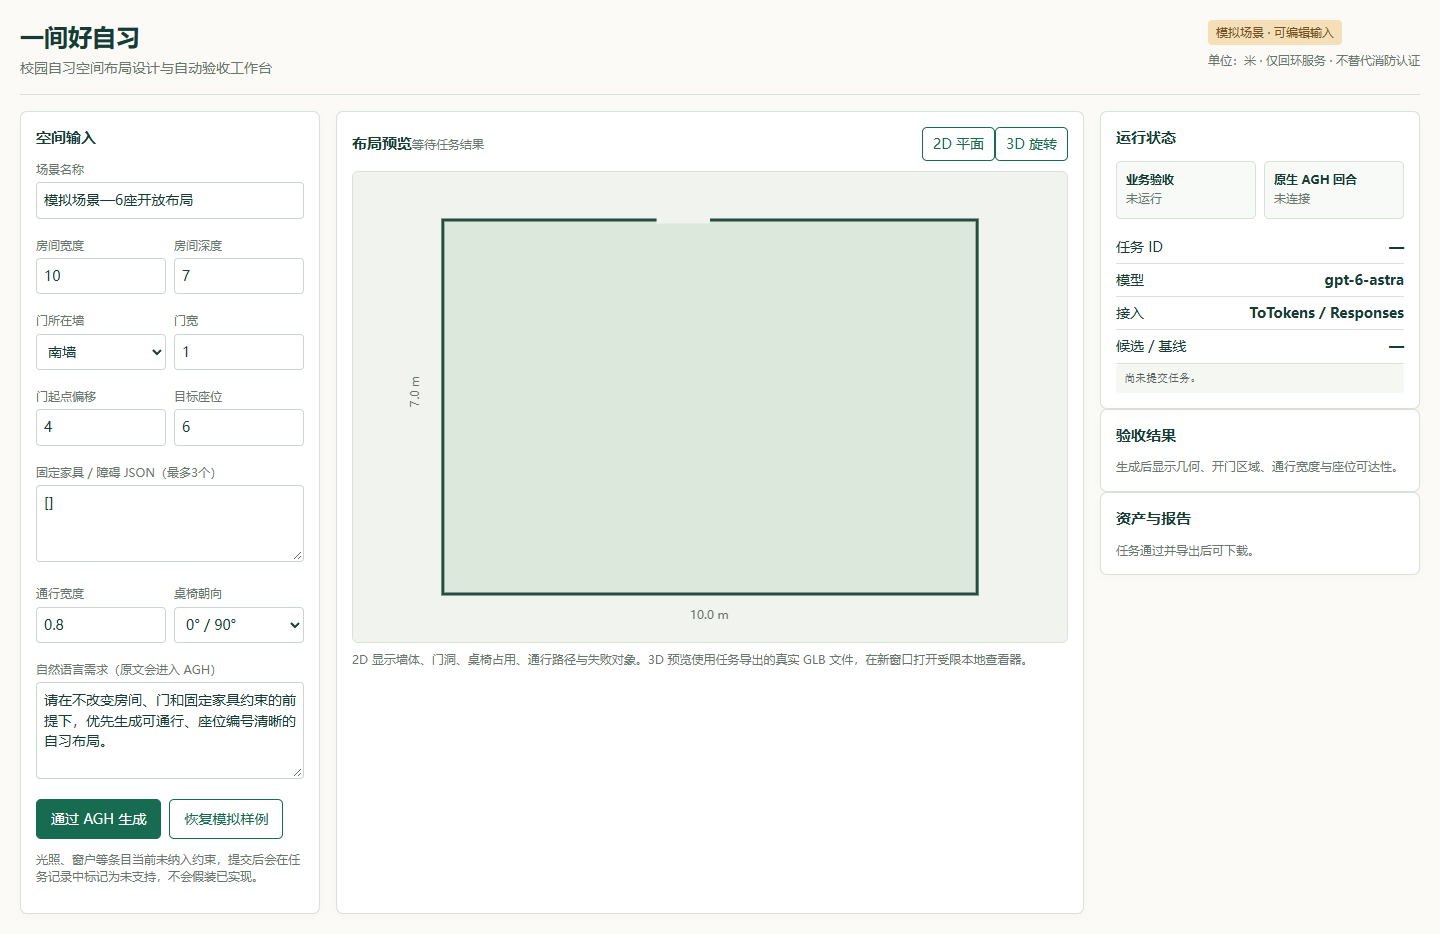 一间好自习
校园自习空间布局设计与自动验收工作台
模拟场景 · 可编辑输入
单位：米 · 仅回环服务 · 不替代消防认证
空间输入
场景名称
模拟场景—6座开放布局
房间宽度
房间深度
10
7
门所在墙
门宽
南墙
1
门起点偏移
目标座位
4
6
固定家具 / 障碍 JSON（最多3个）
[]
通行宽度
桌椅朝向
0.8
0° / 90°
自然语言需求（原文会进入 AGH）
请在不改变房间、门和固定家具约束的前
提下，优先生成可通行、座位编号清晰的
自习布局。
通过 AGH 生成
恢复模拟样例
光照、窗户等条目当前未纳入约束，提交后会在任
务记录中标记为未支持，不会假装已实现。
布局预览等待任务结果
2D 平面
3D 旋转
7.0 m
10.0 m
2D 显示墙体、门洞、桌椅占用、通行路径与失败对象。3D 预览使用任务导出的真实 GLB 文件，在新窗口打开受限本地查看器。
运行状态
业务验收
未运行
原生 AGH 回合
未连接
任务 ID
—
模型
gpt-6-astra
接入
ToTokens / Responses
候选 / 基线
—
尚未提交任务。
验收结果
生成后显示几何、开门区域、通行宽度与座位可达性。
资产与报告
任务通过并导出后可下载。